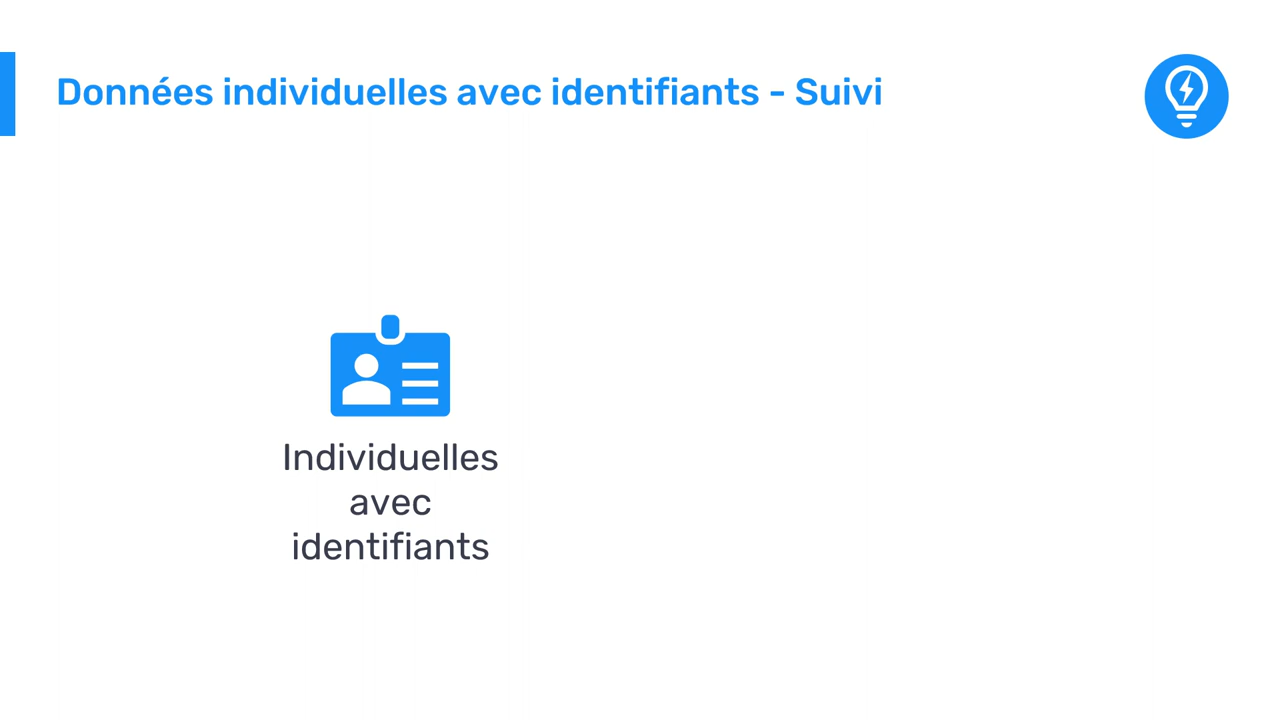 Données individuelles avec identifiants - Suivi
Individuelles
avec
identifiants